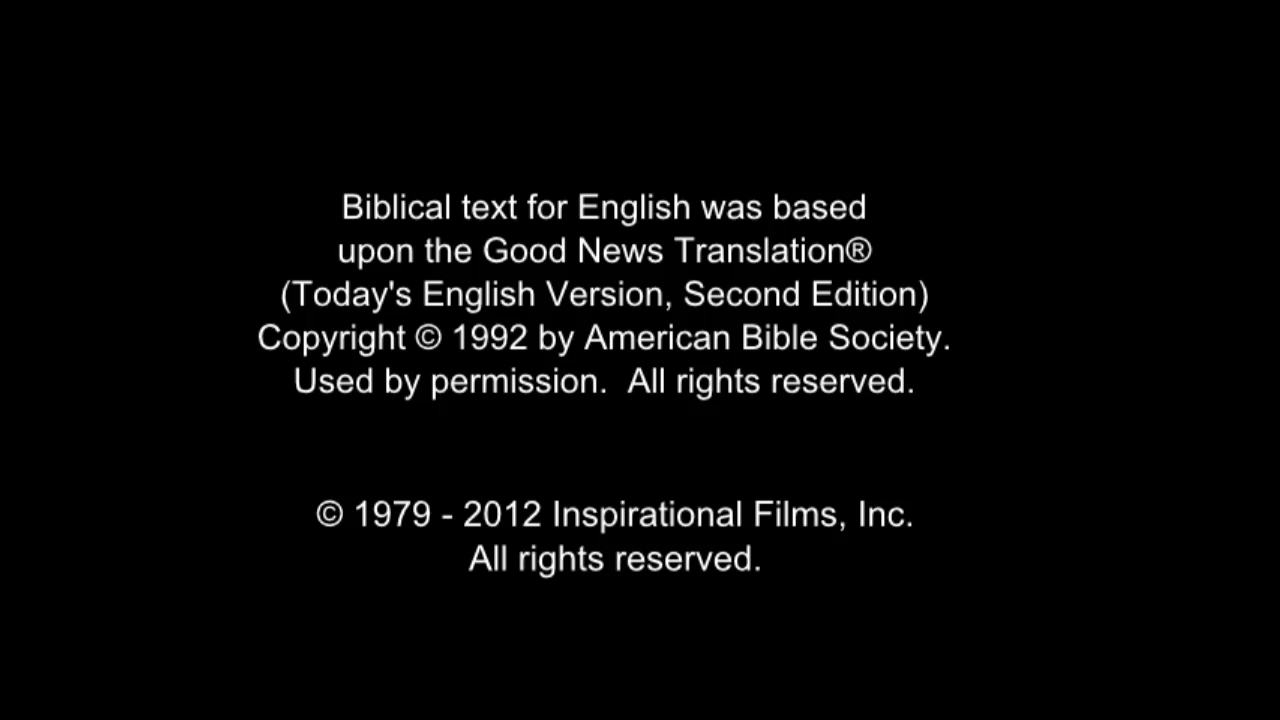 Biblical text for English was based
upon the Good News Translation®
(Today's English Version, Second Edition)
Copyright © 1992 by American Bible Society.
Used by permission.  All rights reserved.
© 1979 - 2012 Inspirational Films, Inc.
All rights reserved.